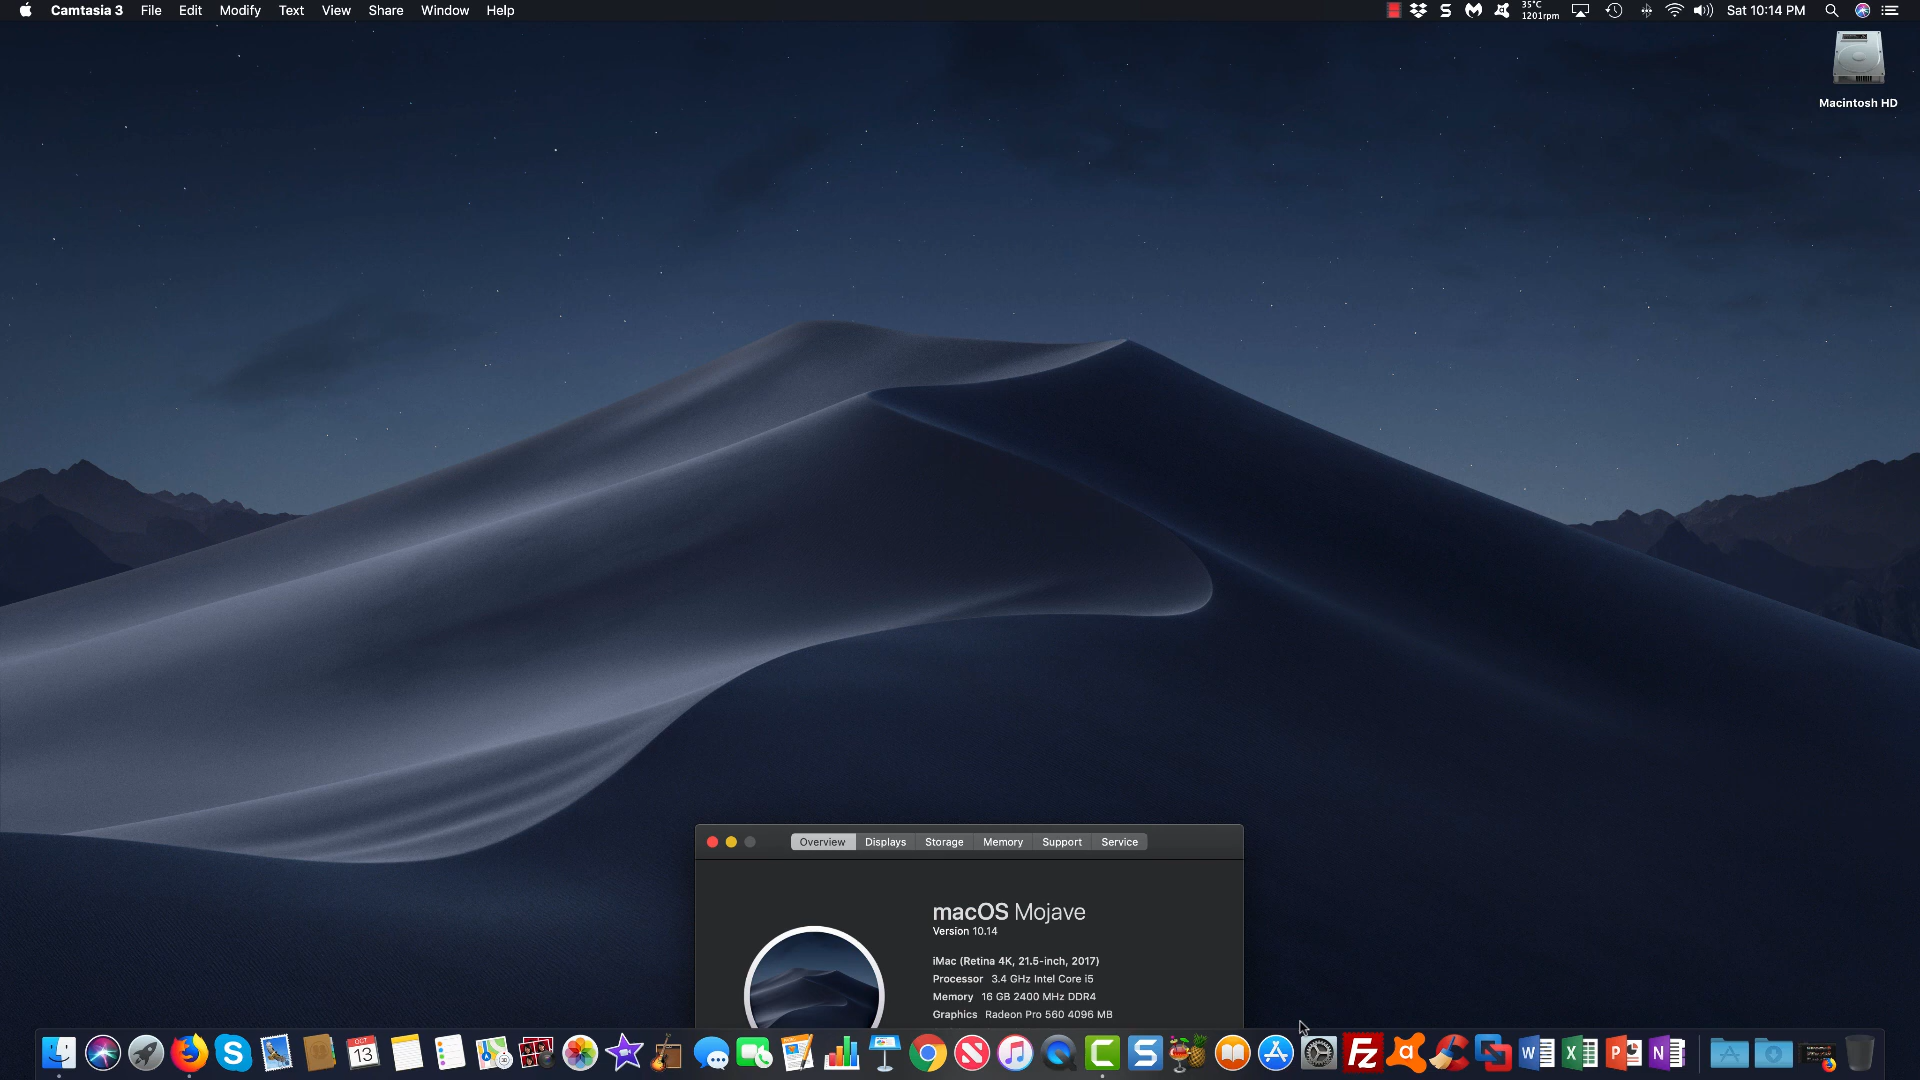 Camtasia 3 File Edit Modify Text View Share Window Help 35°C 1201rpm Sat 10:14 PM
Macintosh HD
Overview Displays Storage Memory Support Service
macOS Mojave
Version 10.14
iMac (Retina 4K, 21.5-inch, 2017)
Processor 3.4 GHz Intel Core i5
Memory 16 GB 2400 MHz DDR4
Graphics Radeon Pro 560 4096 MB
OCT
13